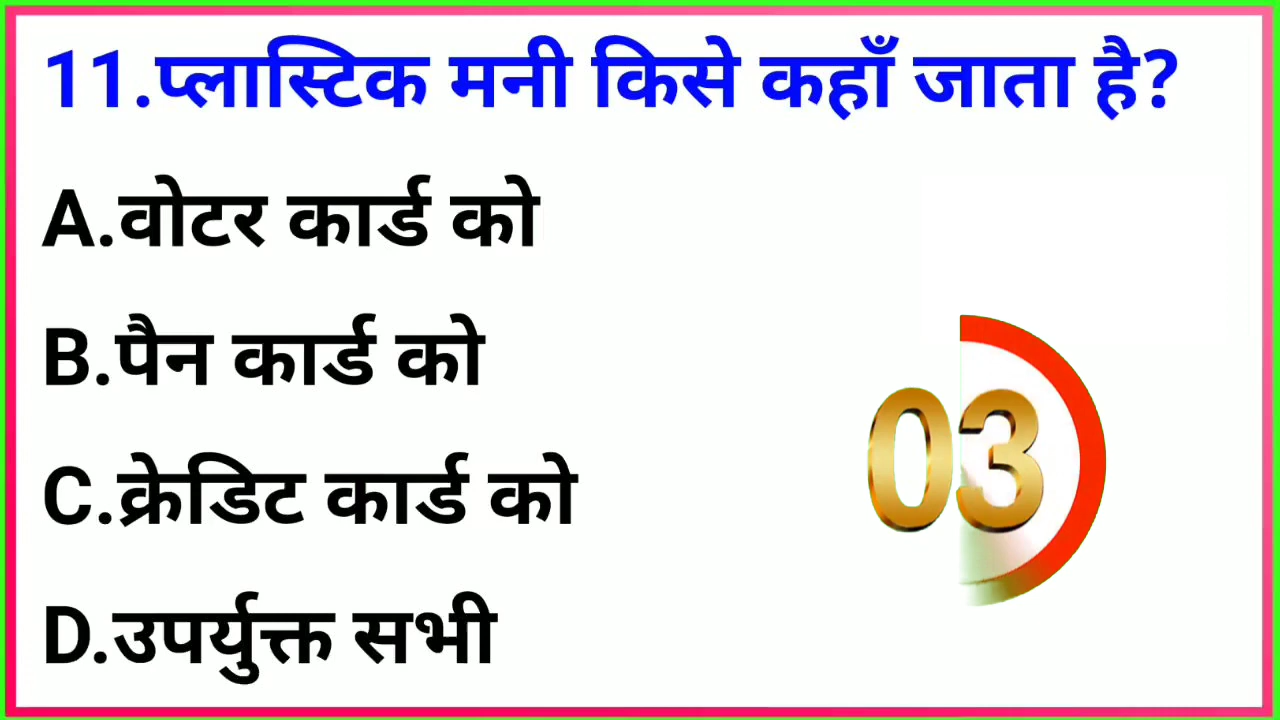 11.प्लास्टिक मनी किसे कहाँ जाता है?
A.वोटर कार्ड को
B.पैन कार्ड को
C.क्रेडिट कार्ड को
03
D.उपर्युक्त सभी